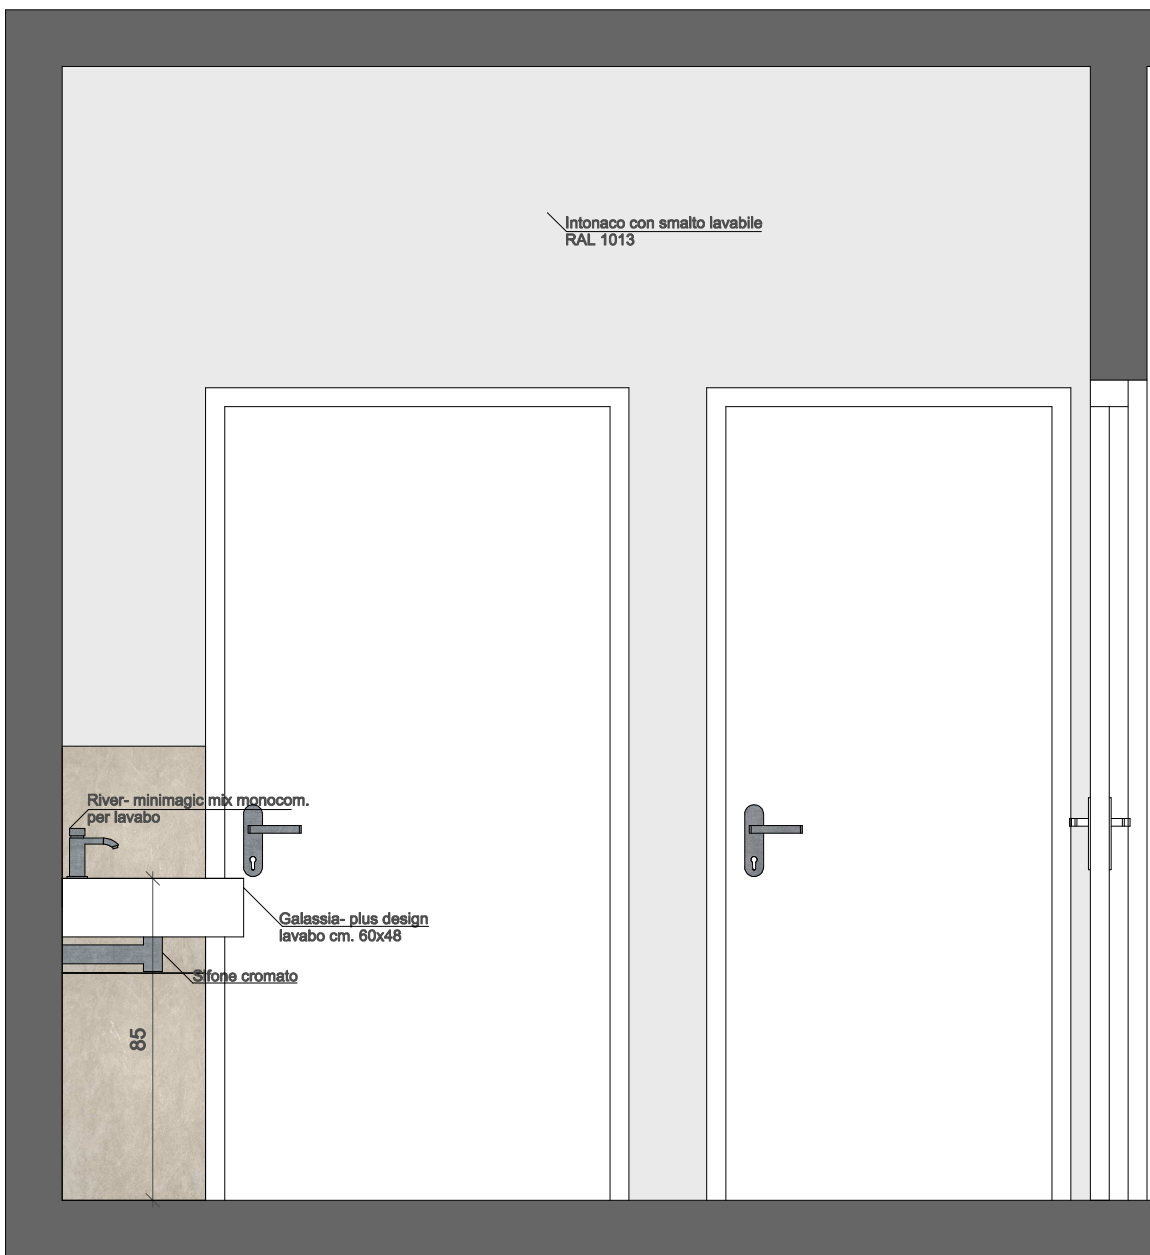 Intonaco con smalto lavabile
RAL 1013
River- minimagic mix monocom.
per lavabo
Galassia- plus design
lavabo cm. 60x48
Sifone cromato
85